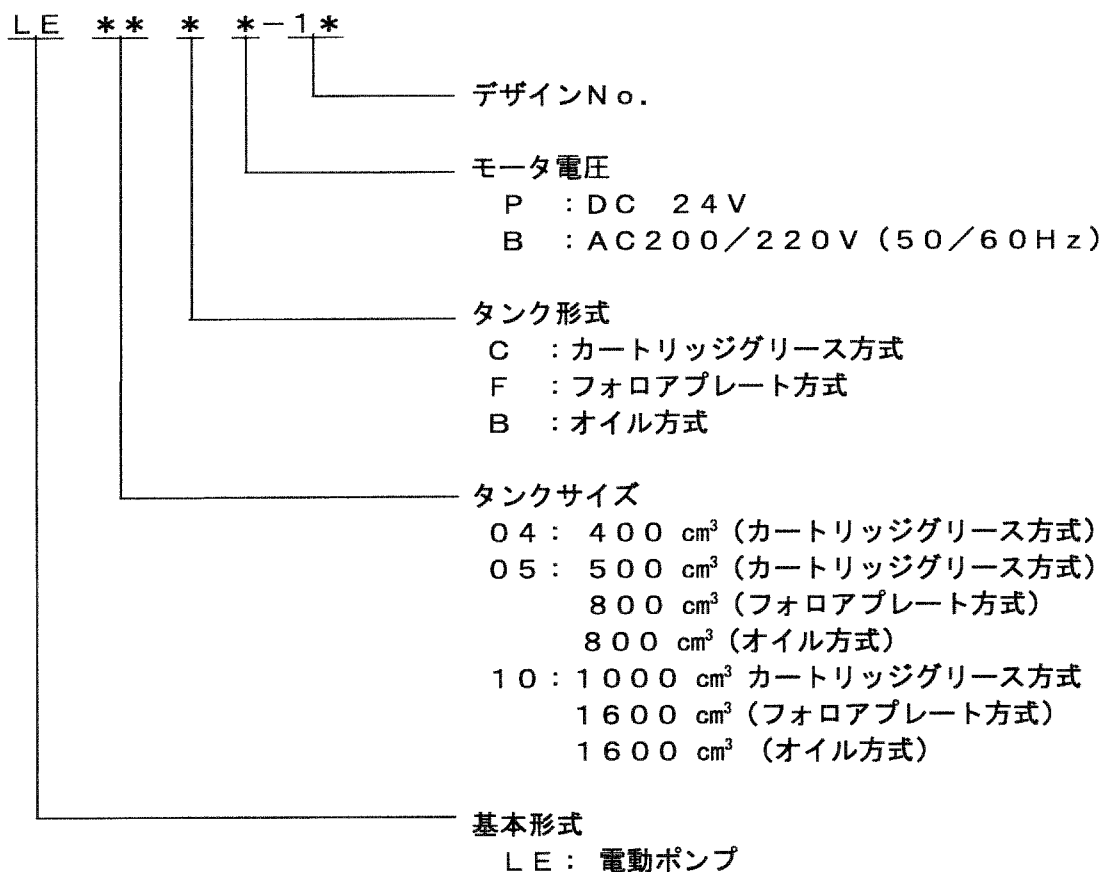 LE ** * *-1*
デザインNo.
モータ電圧
P :DC 24V
B :AC200/220V(50/60Hz)
タンク形式
C :カートリッジグリース方式
F :フォロアプレート方式
B :オイル方式
タンクサイズ
04: 400 cm³(カートリッジグリース方式)
05: 500 cm³(カートリッジグリース方式)
800 cm³(フォロアプレート方式)
800 cm³(オイル方式)
10:1000 cm³ カートリッジグリース方式
1600 cm³(フォロアプレート方式)
1600 cm³ (オイル方式)
基本形式
LE: 電動ポンプ